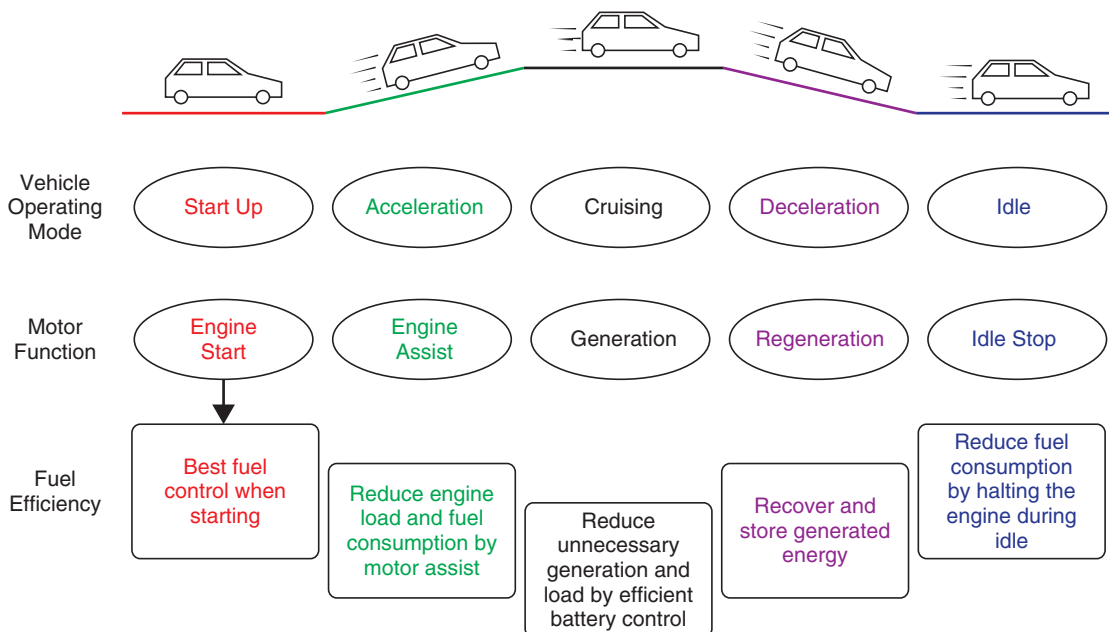 Vehicle
Operating
Mode
Start Up
Acceleration
Cruising
Deceleration
Idle
Motor
Function
Engine
Start
Engine
Assist
Generation
Regeneration
Idle Stop
Fuel
Efficiency
Best fuel
control when
starting
Reduce engine
load and fuel
consumption by
motor assist
Reduce
unnecessary
generation and
load by efficient
battery control
Recover and
store generated
energy
Reduce fuel
consumption
by halting the
engine during
idle